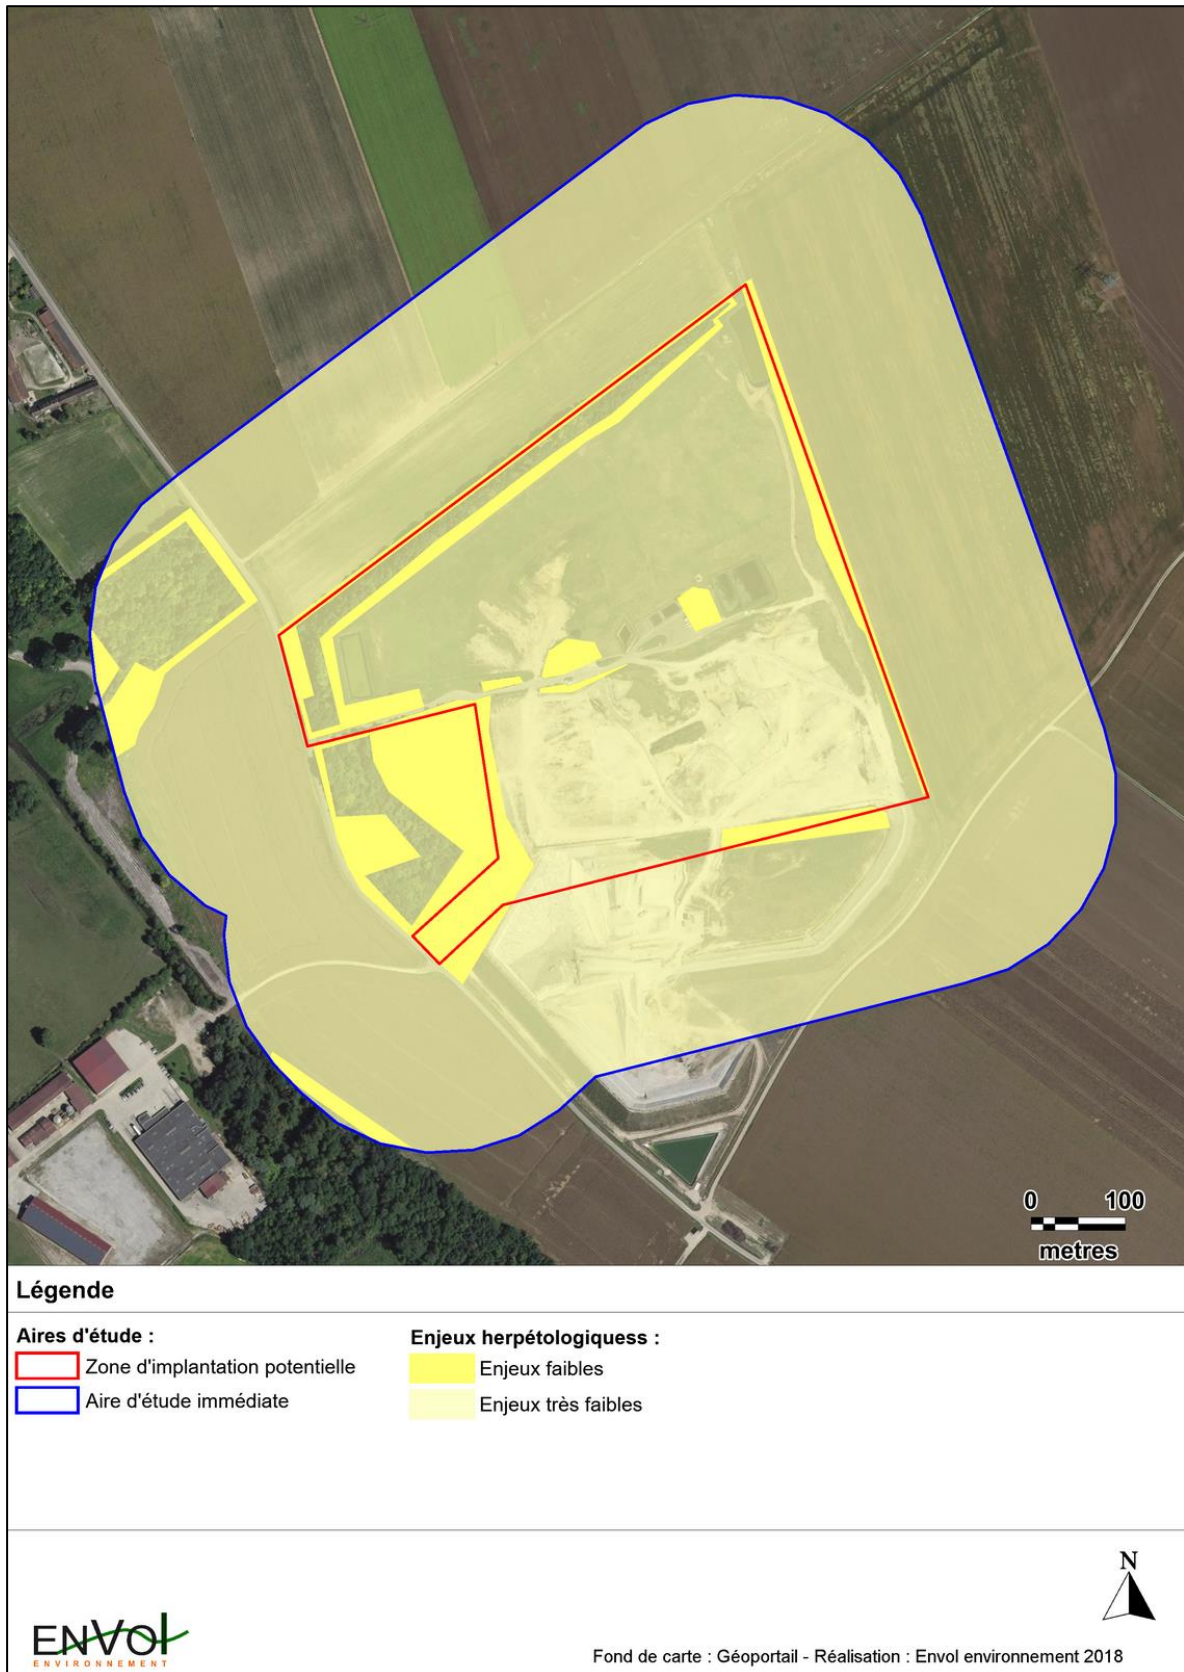 0 100
metres
Légende
Aires d'étude :
Zone d'implantation potentielle
Aire d'étude immédiate
Enjeux herpétologiquess :
Enjeux faibles
Enjeux très faibles
N
ENVOl
ENVIRONNEMENT
Fond de carte : Géoportail - Réalisation : Envol environnement 2018